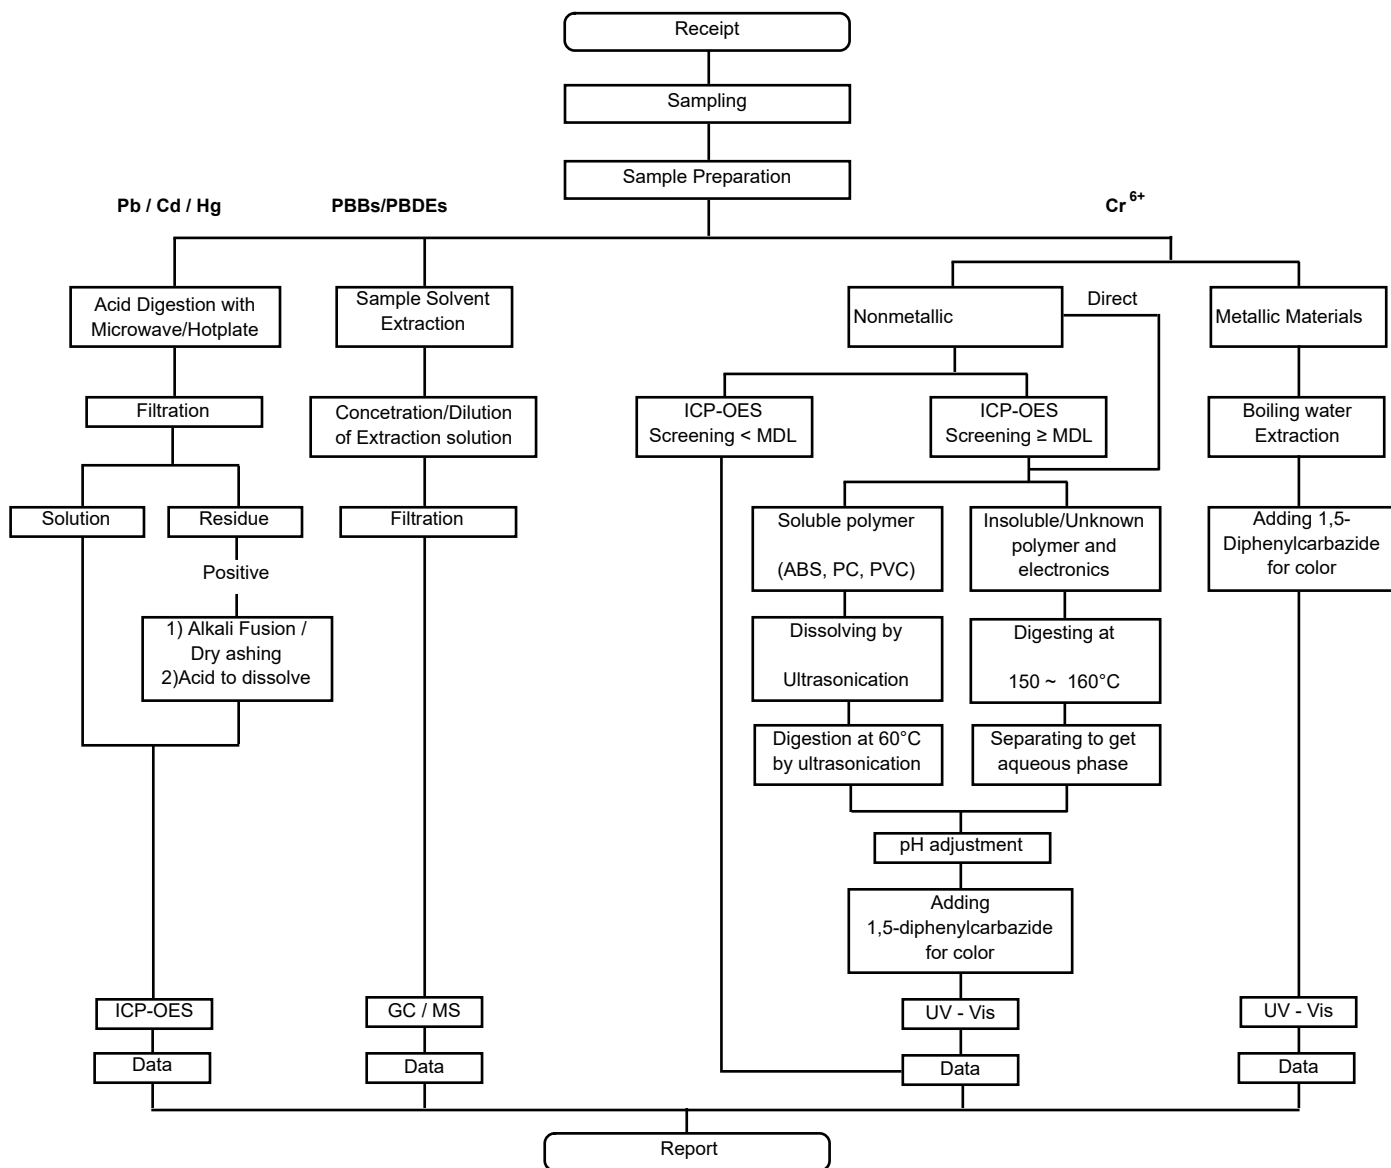 Receipt
Sampling
Sample Preparation
Pb / Cd / Hg
PBBs/PBDEs
Cr 6+
Acid Digestion with
Microwave/Hotplate
Sample Solvent
Extraction
Nonmetallic
Direct
Metallic Materials
Filtration
Concetration/Dilution
of Extraction solution
ICP-OES
Screening < MDL
ICP-OES
Screening ≥ MDL
Boiling water
Extraction
Solution
Residue
Filtration
Soluble polymer
(ABS, PC, PVC)
Insoluble/Unknown
polymer and
electronics
Adding 1,5-
Diphenylcarbazide
for color
Positive
1) Alkali Fusion /
Dry ashing
2)Acid to dissolve
Dissolving by
Ultrasonication
Digesting at
150 ~ 160°C
Digestion at 60°C
by ultrasonication
Separating to get
aqueous phase
pH adjustment
Adding
1,5-diphenylcarbazide
for color
ICP-OES
GC / MS
UV - Vis
UV - Vis
Data
Data
Data
Data
Report